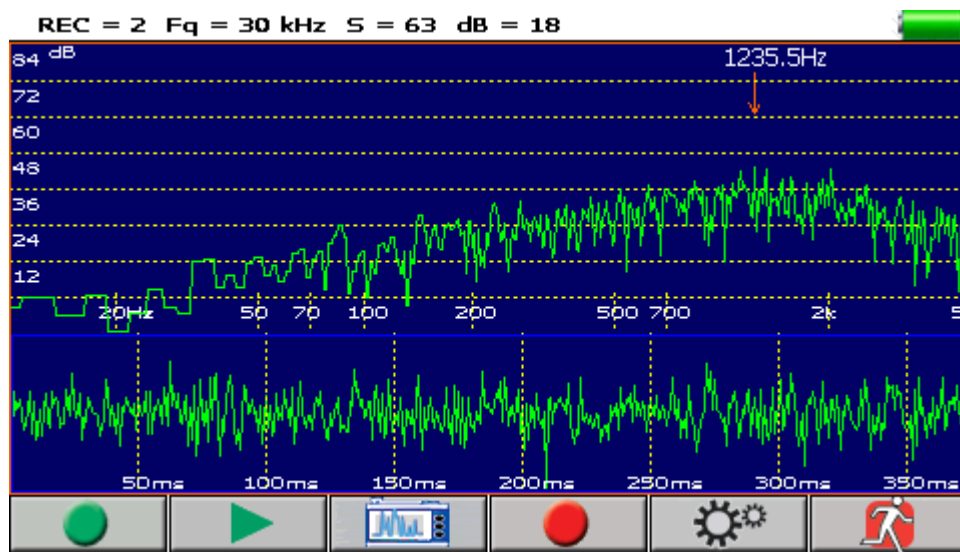 REC = 2 Fq = 30 kHz S = 63 dB = 18
84 dB
1235.5Hz
72
60
48
36
24
12
20Hz 50 70 100 200 500 700 2k 5
50ms 100ms 150ms 200ms 250ms 300ms 350ms